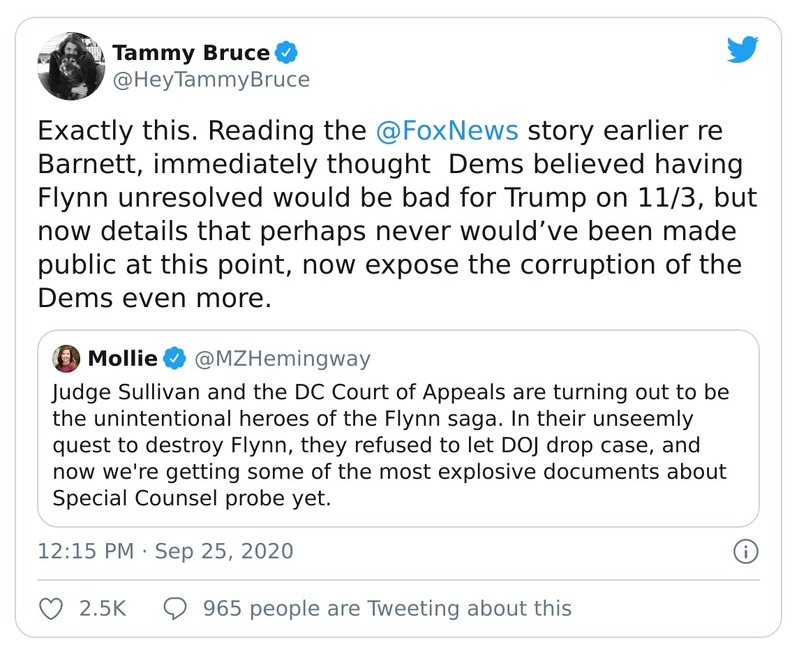 Tammy Bruce
@HeyTammyBruce
Exactly this. Reading the @FoxNews story earlier re
Barnett, immediately thought  Dems believed having
Flynn unresolved would be bad for Trump on 11/3, but
now details that perhaps never would’ve been made
public at this point, now expose the corruption of the
Dems even more.
Mollie @MZHemingway
Judge Sullivan and the DC Court of Appeals are turning out to be
the unintentional heroes of the Flynn saga. In their unseemly
quest to destroy Flynn, they refused to let DOJ drop case, and
now we're getting some of the most explosive documents about
Special Counsel probe yet.
12:15 PM · Sep 25, 2020
2.5K 965 people are Tweeting about this